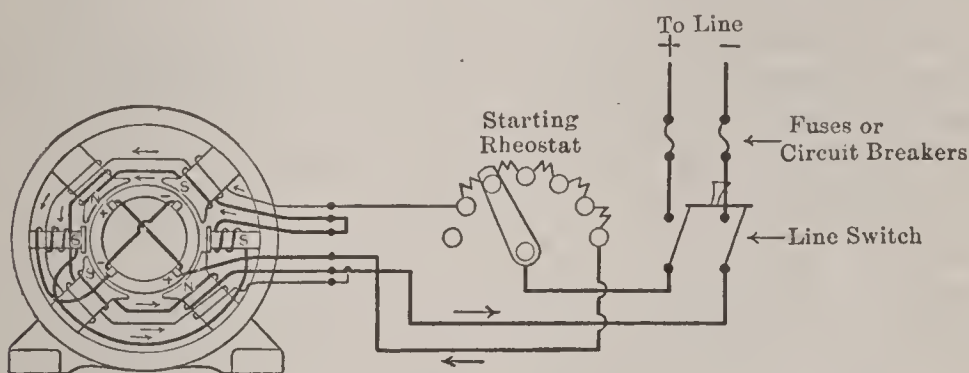 To Line
+ −
Starting
Rheostat
Fuses or
Circuit Breakers
Line Switch
S
N
+ −
S
S
S
− +
N